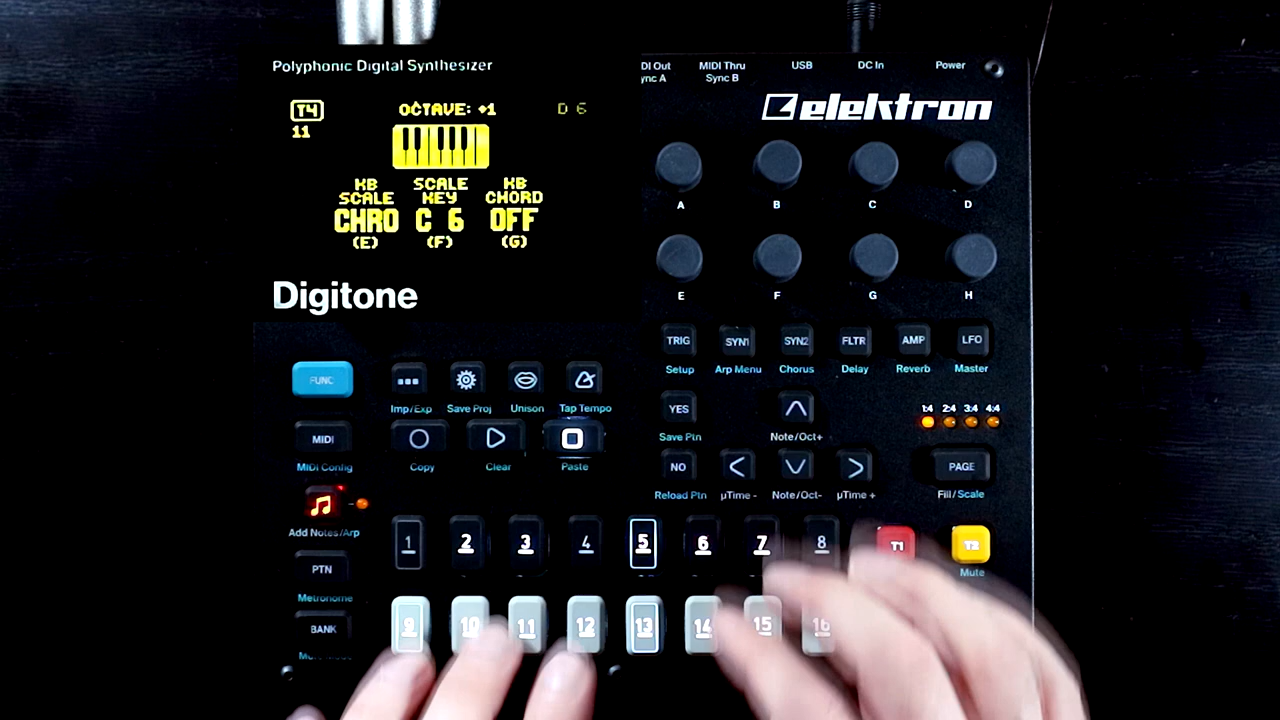 Polyphonic Digital Synthesizer
T4
11
OCTAVE: +1
D 6
KB SCALE
CHRO
(E)
SCALE KEY
C 6
(F)
KB CHORD
OFF
(G)
Digitone
DI Out
ync A
MIDI Thru
Sync B
USB
DC In
Power
elektron
A B C D
E F G H
TRIG SYN1 SYN2 FLTR AMP LFO
Setup Arp Menu Chorus Delay Reverb Master
FUNC
Imp/Exp Save Proj Unison Tap Tempo
YES
Save Ptn Note/Oct+
1:4 2:4 3:4 4:4
MIDI
MIDI Config
Copy Clear Paste
NO PAGE
Reload Ptn µTime - Note/Oct- µTime + Fill/Scale
Add Notes/Arp
1 2 3 4 5 6 7 8 T1 T2
Mute
PTN
Metronome
BANK
9 10 11 12 13 14 15 16